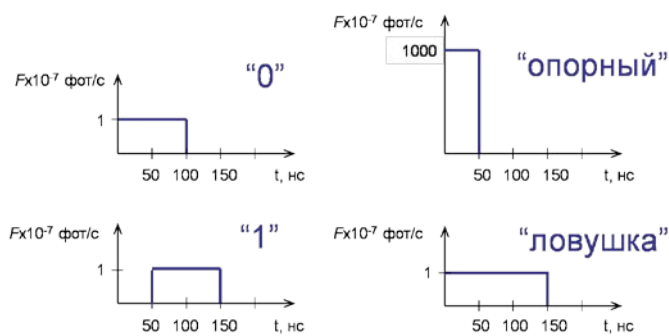 Fx10⁻⁷ фот/с
"0"
1
50 100 150 t, нс
Fx10⁻⁷ фот/с
1000
"опорный"
50 100 150 t, нс
Fx10⁻⁷ фот/с
"1"
1
50 100 150 t, нс
Fx10⁻⁷ фот/с
"ловушка"
1
50 100 150 t, нс